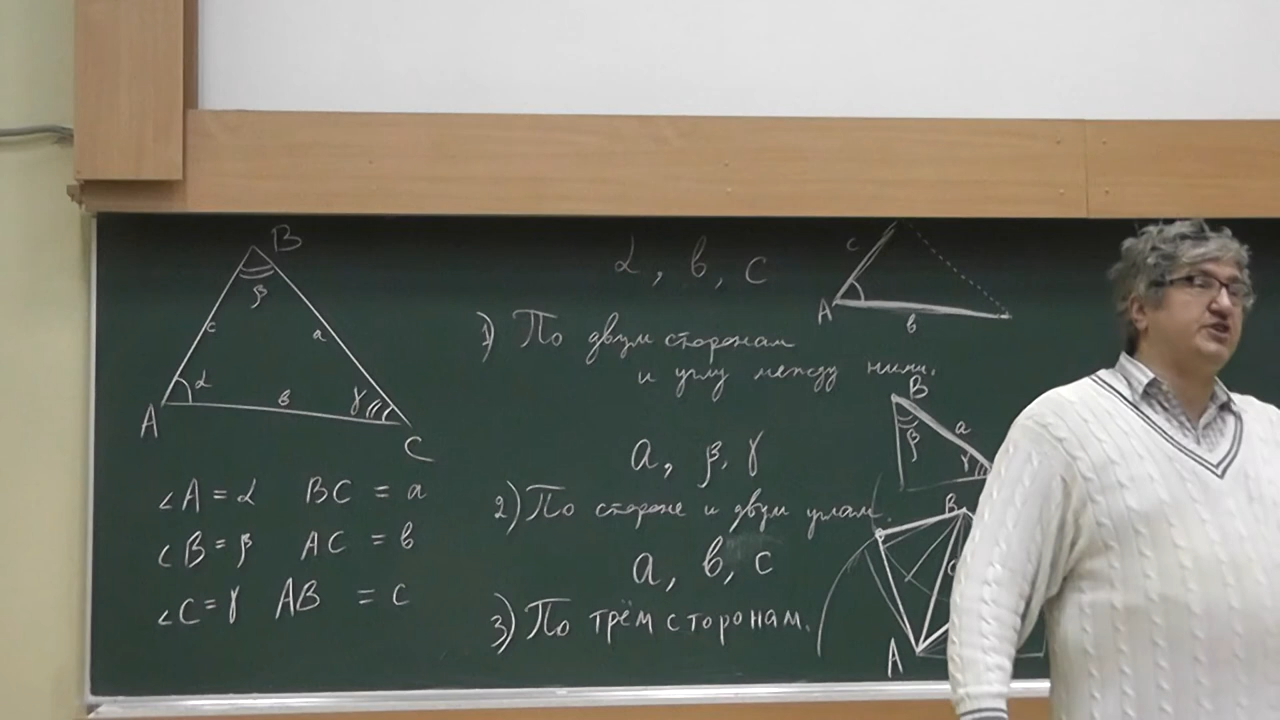 B
β
c
a
α
в
γ
A
C
∠A = α BC = a
∠B = β AC = в
∠C = γ AB = c
α, в, c
1) По двум сторонам
и углу между ними.
a, β, γ
2) По стороне и двум углам.
a, в, c
3) По трём сторонам.
c
A
в
B
a
β
γ
B
A